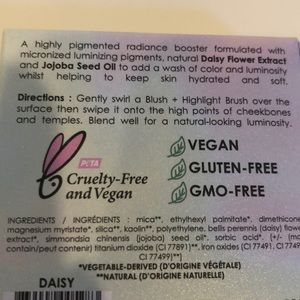 A highly pigmented radiance booster formulated with
micronized luminizing pigments, natural Daisy Flower Extract
and Jojoba Seed Oil to add a wash of color and luminosity
whilst helping to keep skin hydrated and soft.
Directions : Gently swirl a Blush + Highlight Brush over the
surface then swipe it onto the high points of cheekbones
and temples. Blend well for a natural-looking luminosity.
PETA
Cruelty-Free
and Vegan
VEGAN
GLUTEN-FREE
GMO-FREE
INGREDIENTS / INGRÉDIENTS : mica**, ethylhexyl palmitate*, dimethicone,
magnesium myristate*, silica**, kaolin**, polyethylene, bellis perennis (daisy) flower
extract*, simmondsia chinensis (jojoba) seed oil*, sorbic acid*. [+/- (may
contain/peut contenir) titanium dioxide (CI 77891)**, iron oxides (CI 77491, CI
CI 77499)**]
*VEGETABLE-DERIVED (D'ORIGINE VÉGÉTALE)
**NATURAL (D'ORIGINE NATURELLE)
DAISY